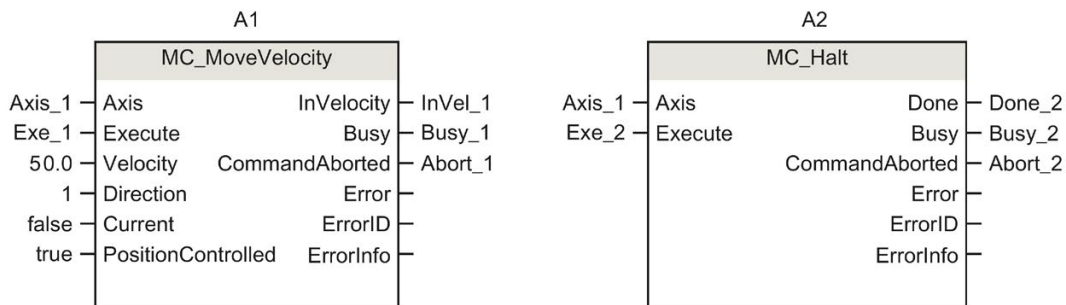 A1
MC_MoveVelocity
Axis_1 Axis InVelocity InVel_1
Exe_1 Execute Busy Busy_1
50.0 Velocity CommandAborted Abort_1
1 Direction Error
false Current ErrorID
true PositionControlled ErrorInfo
A2
MC_Halt
Axis_1 Axis Done Done_2
Exe_2 Execute Busy Busy_2
CommandAborted Abort_2
Error
ErrorID
ErrorInfo